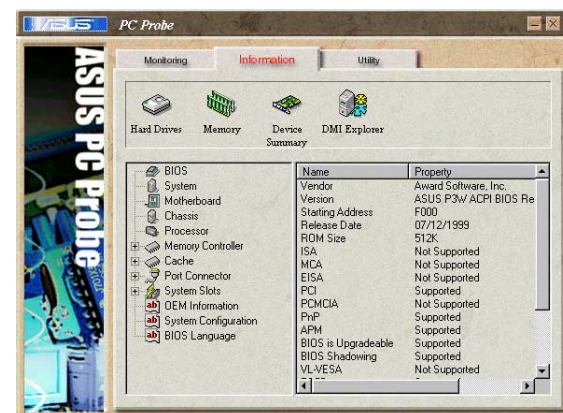 ASUS PC Probe
Monitoring Information Utility
ASUS PC Probe
Hard Drives Memory Device Summary DMI Explorer
BIOS
System
Motherboard
Chassis
Processor
Memory Controller
Cache
Port Connector
System Slots
OEM Information
System Configuration
BIOS Language
Name Property
Vendor Award Software, Inc.
Version ASUS P3W ACPI BIOS Re
Starting Address F000
Release Date 07/12/1999
ROM Size 512K
ISA Not Supported
MCA Not Supported
EISA Not Supported
PCI Supported
PCMCIA Not Supported
PnP Supported
APM Supported
BIOS is Upgradeable Supported
BIOS Shadowing Supported
VL-VESA Not Supported